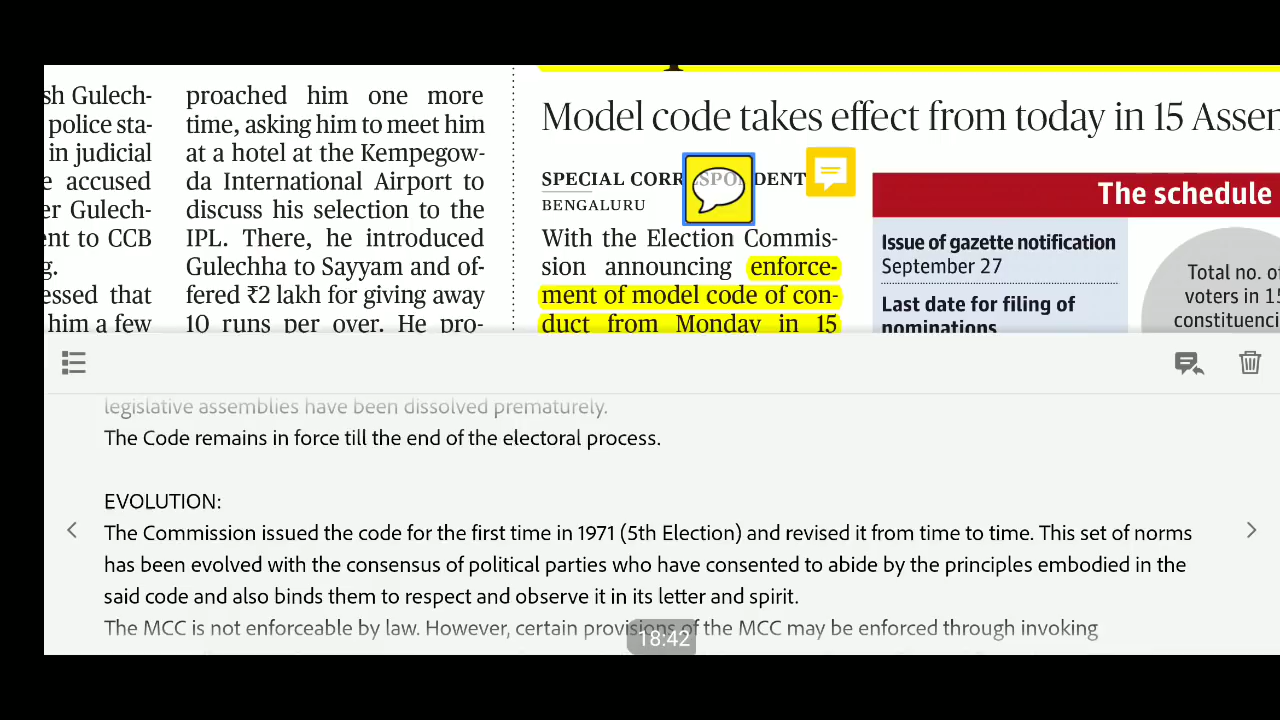 sh Gulech-
police sta-
in judicial
e accused
er Gulech-
ent to CCB
g.
essed that
him a few
proached him one more
time, asking him to meet him
at a hotel at the Kempegow-
da International Airport to
discuss his selection to the
IPL. There, he introduced
Gulechha to Sayyam and of-
fered ₹2 lakh for giving away
10 runs per over. He pro-
Model code takes effect from today in 15 Assem
SPECIAL CORRESPONDENT
BENGALURU
With the Election Commis-
sion announcing enforce-
ment of model code of con-
duct from Monday in 15
The schedule
Issue of gazette notification
September 27
Last date for filing of
nominations
Total no. of
voters in 15
constituenci
legislative assemblies have been dissolved prematurely.
The Code remains in force till the end of the electoral process.
EVOLUTION:
The Commission issued the code for the first time in 1971 (5th Election) and revised it from time to time. This set of norms
has been evolved with the consensus of political parties who have consented to abide by the principles embodied in the
said code and also binds them to respect and observe it in its letter and spirit.
The MCC is not enforceable by law. However, certain provisions of the MCC may be enforced through invoking
18:42